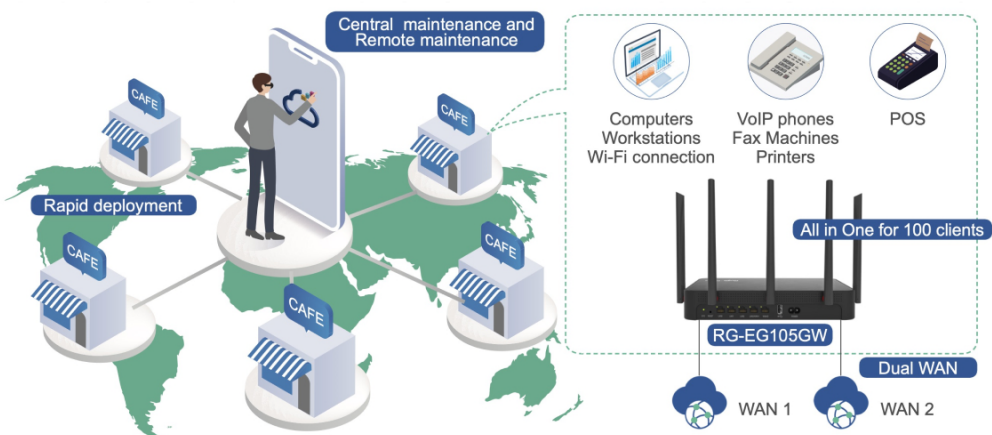 Central maintenance and
Remote maintenance
CAFE
CAFE
Rapid deployment
CAFE
CAFE
CAFE
Computers
Workstations
Wi-Fi connection
VoIP phones
Fax Machines
Printers
POS
All in One for 100 clients
RG-EG105GW
Dual WAN
WAN 1
WAN 2